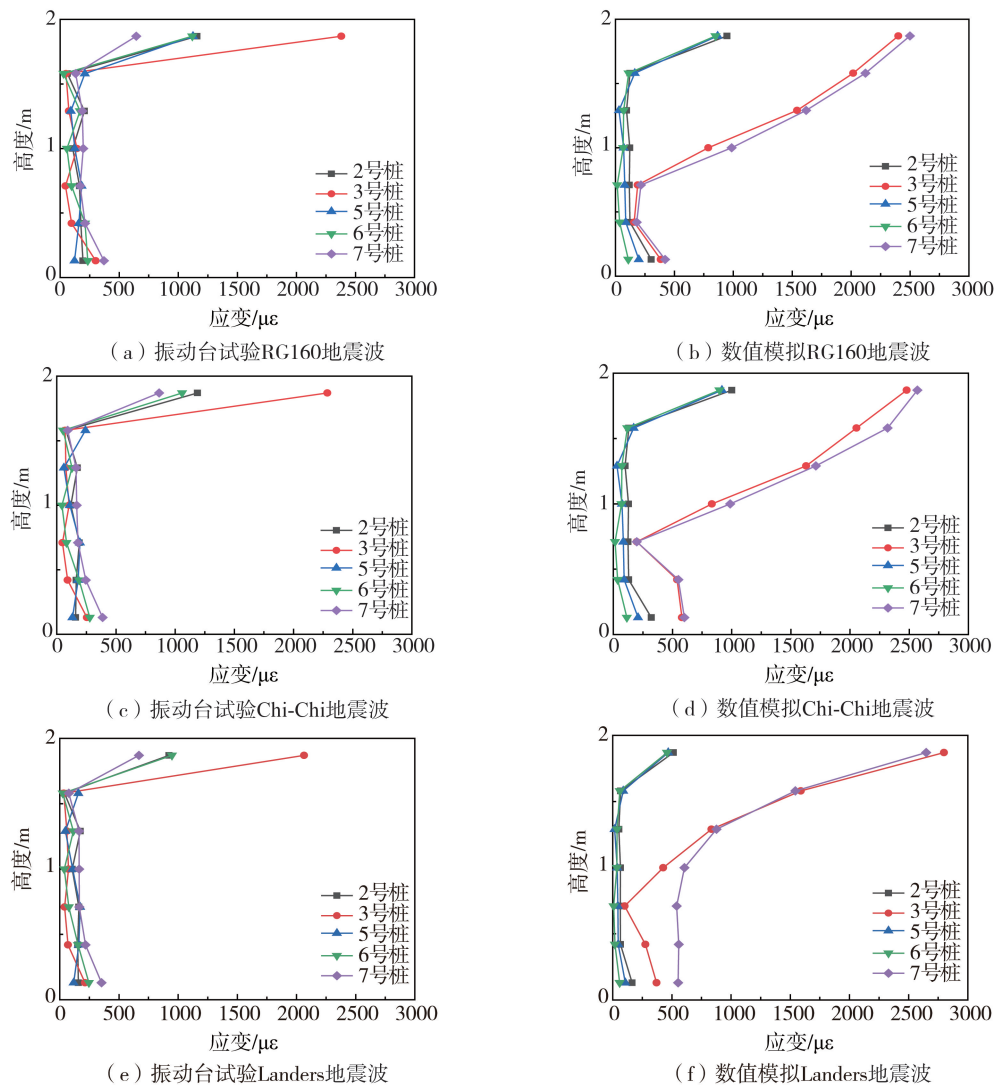 2
1
0
高度/m
2号桩
3号桩
5号桩
6号桩
7号桩
0 500 1000 1500 2000 2500 3000
应变/με
（a）振动台试验RG160地震波
2
1
0
高度/m
2号桩
3号桩
5号桩
6号桩
7号桩
0 500 1000 1500 2000 2500 3000
应变/με
（b）数值模拟RG160地震波
2
1
0
高度/m
2号桩
3号桩
5号桩
6号桩
7号桩
0 500 1000 1500 2000 2500 3000
应变/με
（c）振动台试验Chi-Chi地震波
2
1
0
高度/m
2号桩
3号桩
5号桩
6号桩
7号桩
0 500 1000 1500 2000 2500 3000
应变/με
（d）数值模拟Chi-Chi地震波
2
1
0
高度/m
2号桩
3号桩
5号桩
6号桩
7号桩
0 500 1000 1500 2000 2500 3000
应变/με
（e）振动台试验Landers地震波
2
1
0
高度/m
2号桩
3号桩
5号桩
6号桩
7号桩
0 500 1000 1500 2000 2500 3000
应变/με
（f）数值模拟Landers地震波